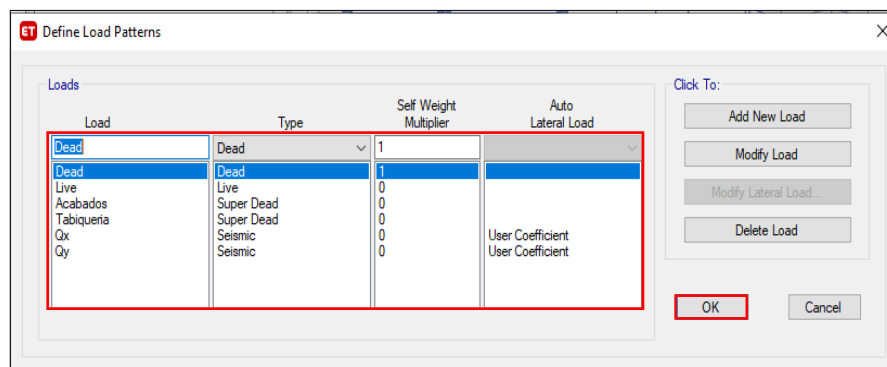 ET Define Load Patterns
Loads
Click To:
Load Type Self Weight Multiplier Auto Lateral Load
Dead Dead 1
Dead Dead 1
Live Live 0
Acabados Super Dead 0
Tabiqueria Super Dead 0
Qx Seismic 0 User Coefficient
Qy Seismic 0 User Coefficient
Add New Load
Modify Load
Modify Lateral Load...
Delete Load
OK Cancel